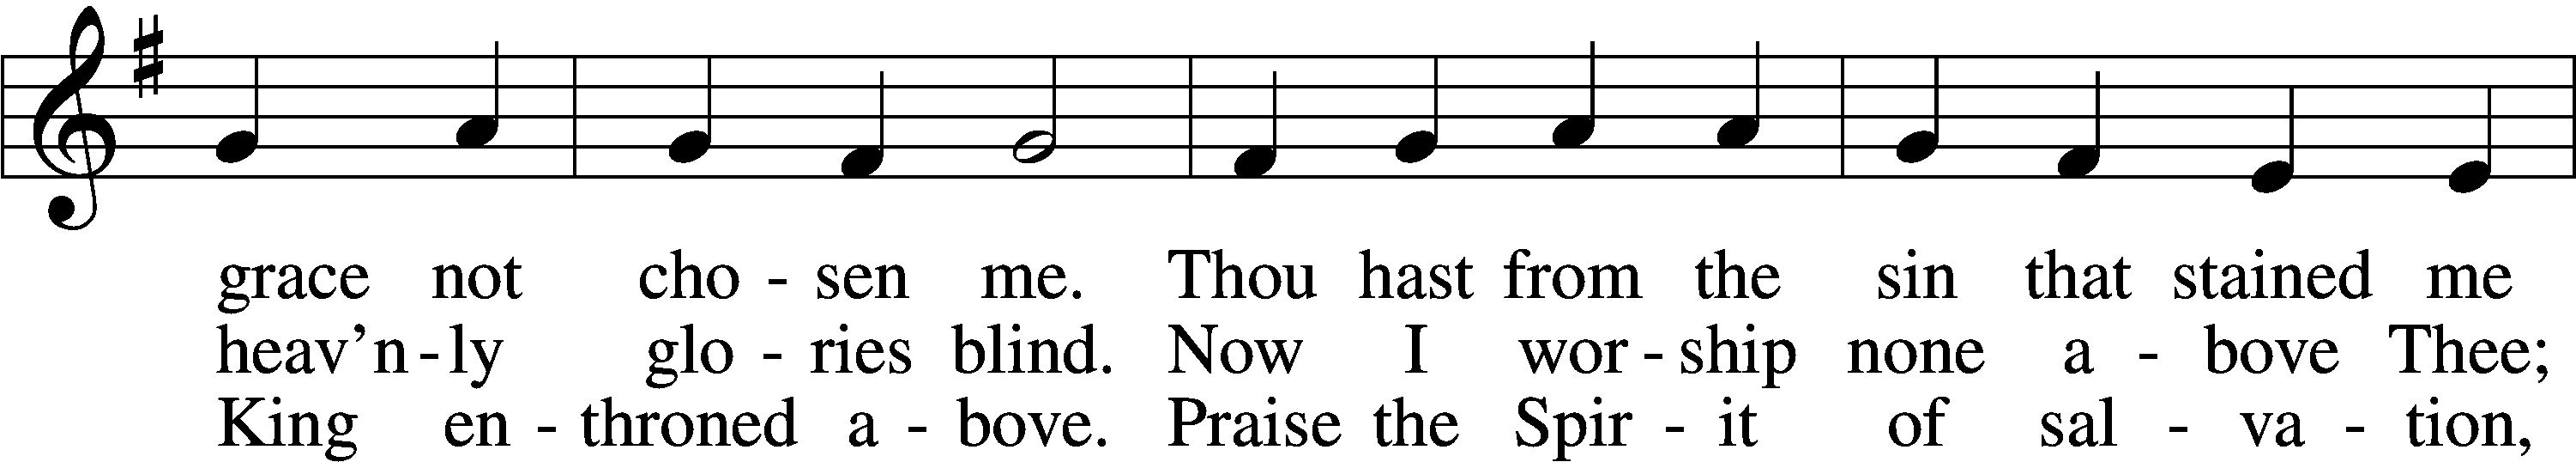 grace not cho - sen me. Thou hast from the sin that stained me
heav'n - ly glo - ries blind. Now I wor - ship none a - bove Thee;
King en - throned a - bove. Praise the Spir - it of sal - va - tion,